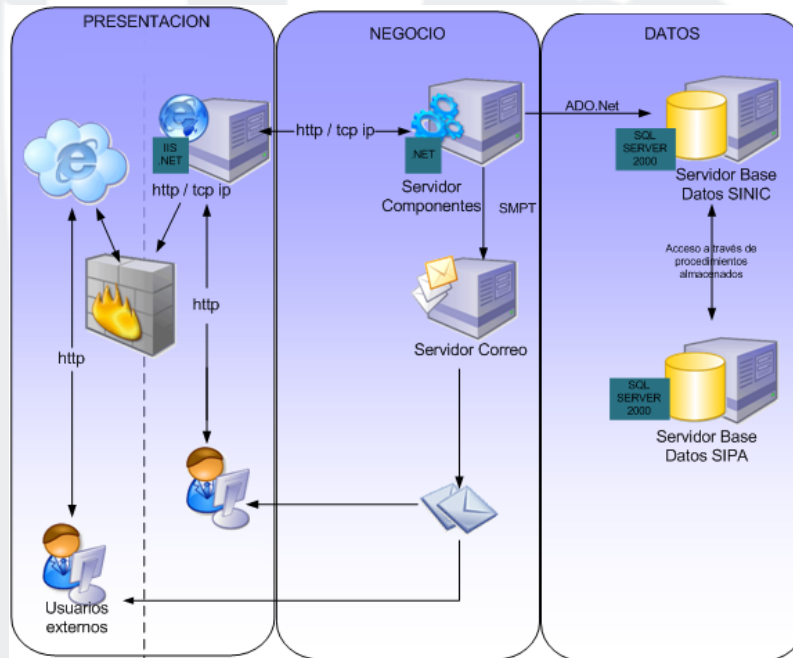 PRESENTACION
NEGOCIO
DATOS
IIS
.NET
http / tcp ip
http / tcp ip
.NET
Servidor
Componentes
ADO.Net
SQL
SERVER
2000
Servidor Base
Datos SINIC
SMPT
Acceso a través de
procedimientos
almacenados
http
http
Servidor Correo
SQL
SERVER
2000
Servidor Base
Datos SIPA
Usuarios
externos